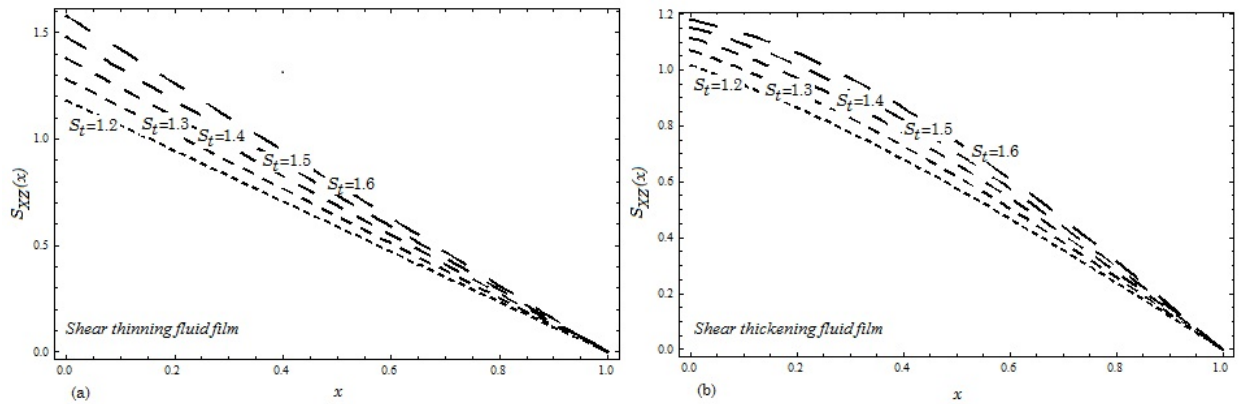 1.5
1.0
0.5
0.0
S_XZ(x)
S_t=1.2
S_t=1.3
S_t=1.4
S_t=1.5
S_t=1.6
Shear thinning fluid film
0.0 0.2 0.4 0.6 0.8 1.0
(a)
x
1.2
1.0
0.8
0.6
0.4
0.2
0.0
S_XZ(x)
S_t=1.2
S_t=1.3
S_t=1.4
S_t=1.5
S_t=1.6
Shear thickening fluid film
0.0 0.2 0.4 0.6 0.8 1.0
(b)
x